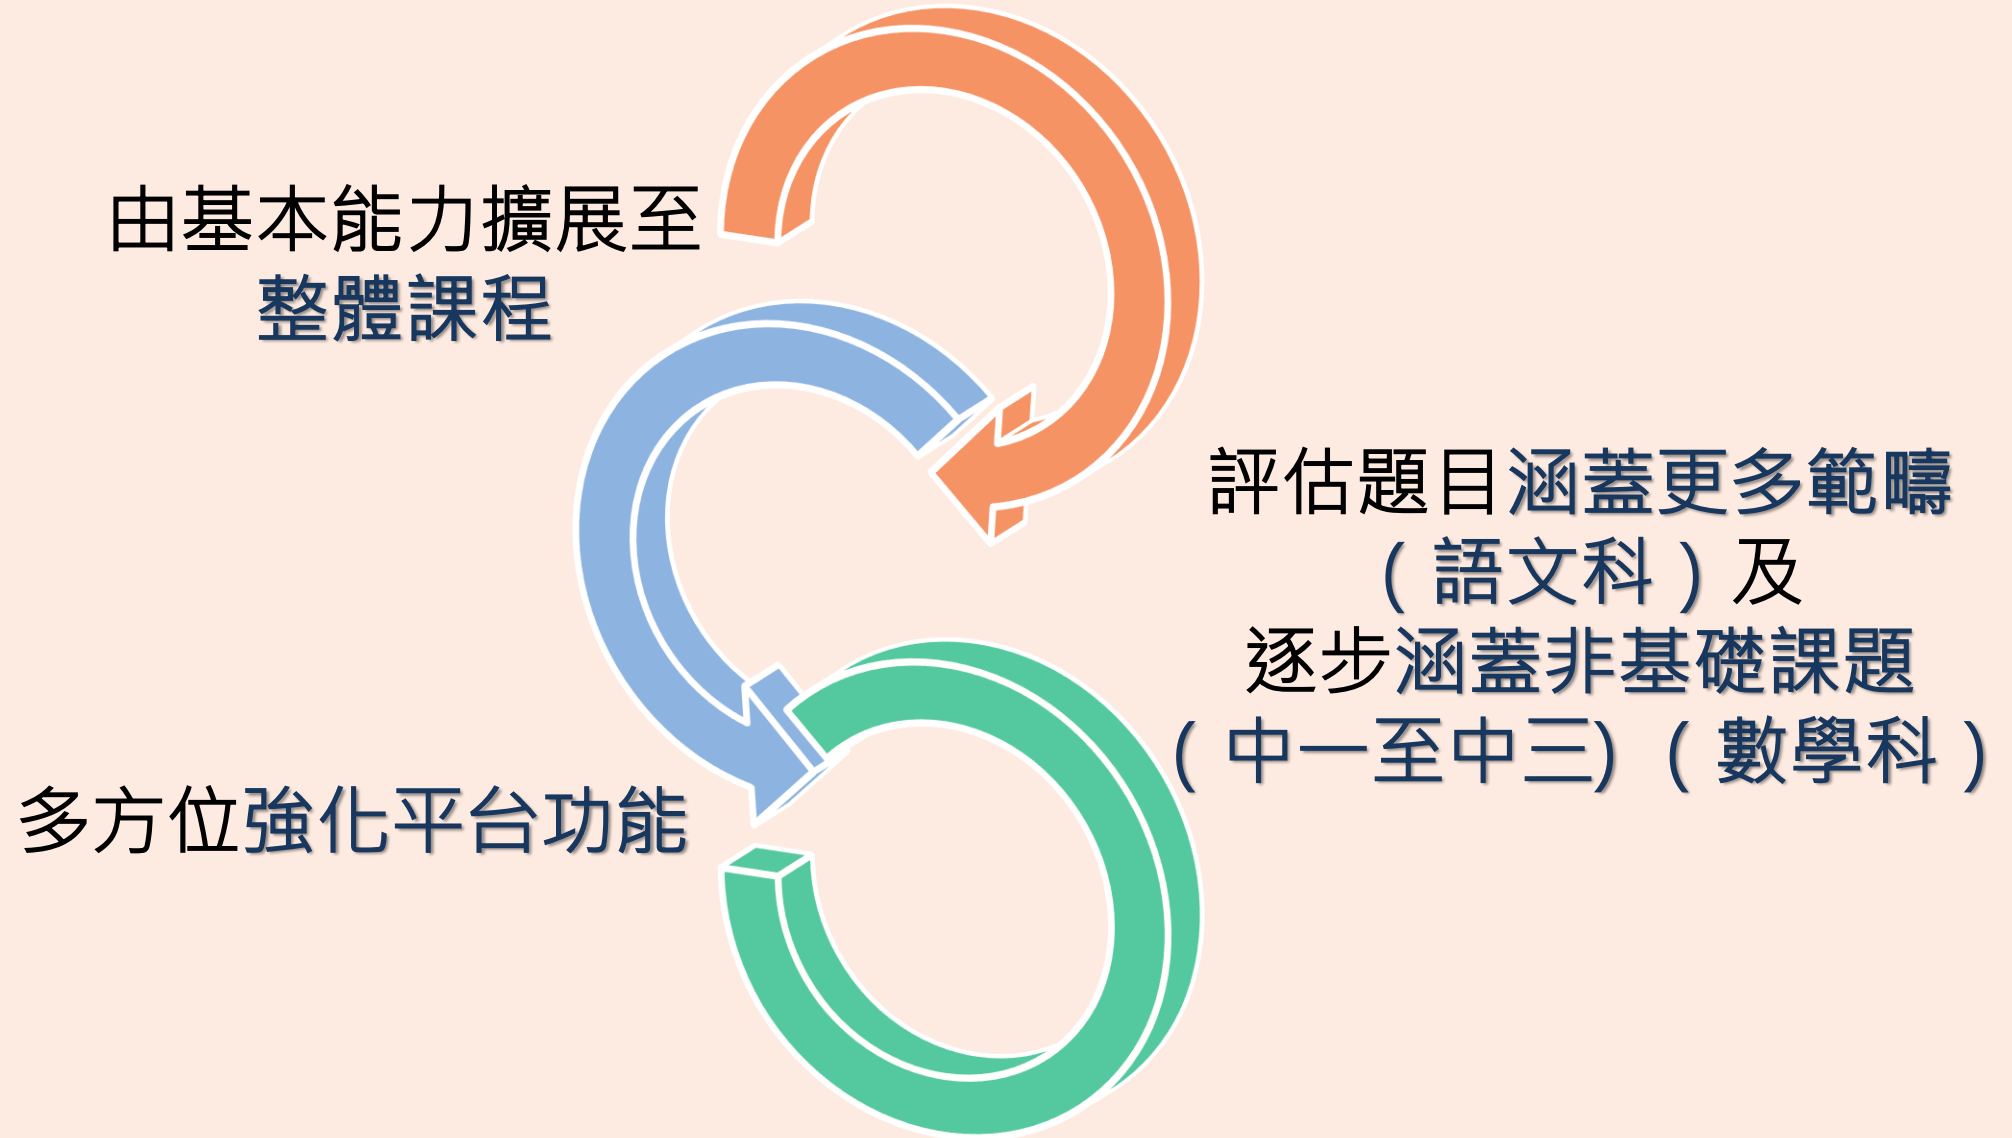 由基本能力擴展至
整體課程
評估題目涵蓋更多範疇
（語文科）及
逐步涵蓋非基礎課題
（中一至中三)（數學科）
多方位強化平台功能